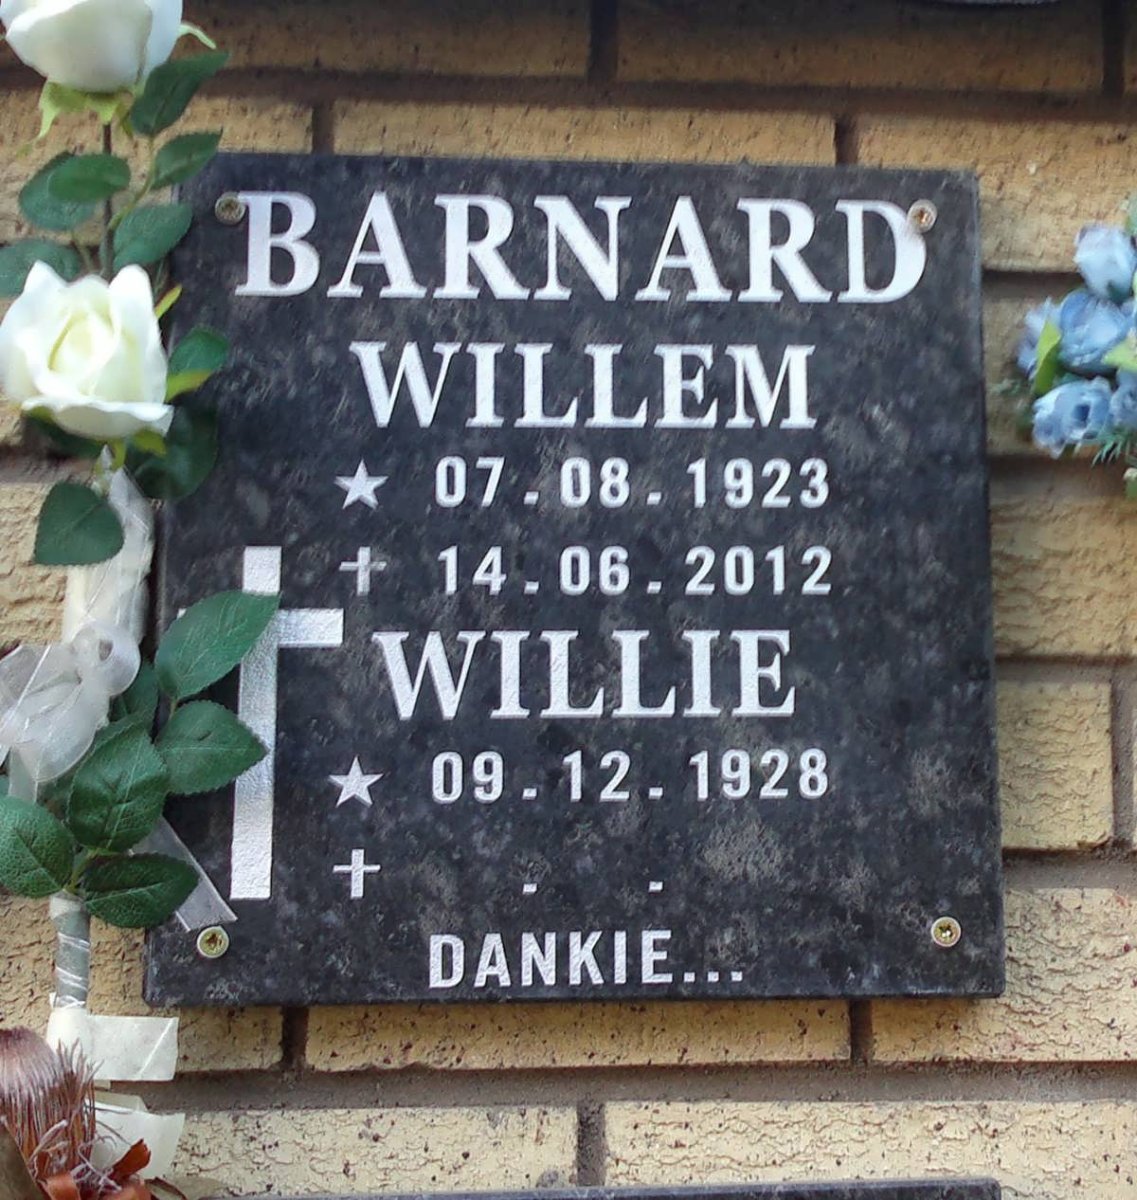 BARNARD
WILLEM
★ 07-08-1923
✝ 14-06-2012
WILLIE
★ 09-12-1928
✝ - -
DANKIE...